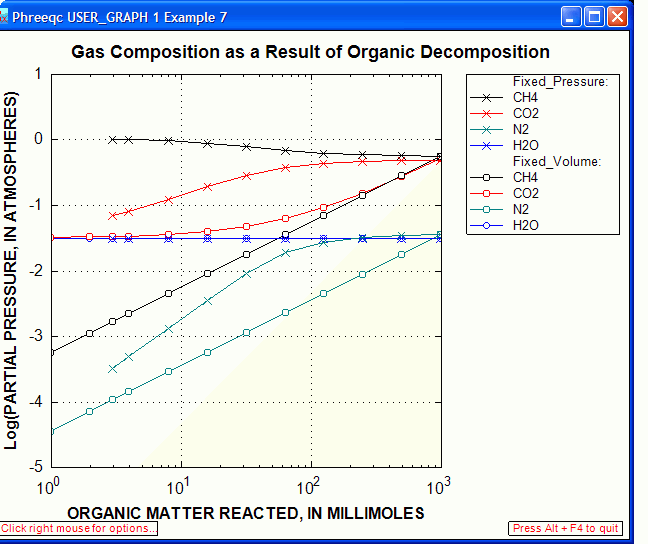 Phreeqc USER_GRAPH 1 Example 7
Gas Composition as a Result of Organic Decomposition
Log(PARTIAL PRESSURE, IN ATMOSPHERES)
1
0
-1
-2
-3
-4
-5
10^0 10^1 10^2 10^3
ORGANIC MATTER REACTED, IN MILLIMOLES
Fixed_Pressure:
CH4
CO2
N2
H2O
Fixed_Volume:
CH4
CO2
N2
H2O
Click right mouse for options...
Press Alt + F4 to quit